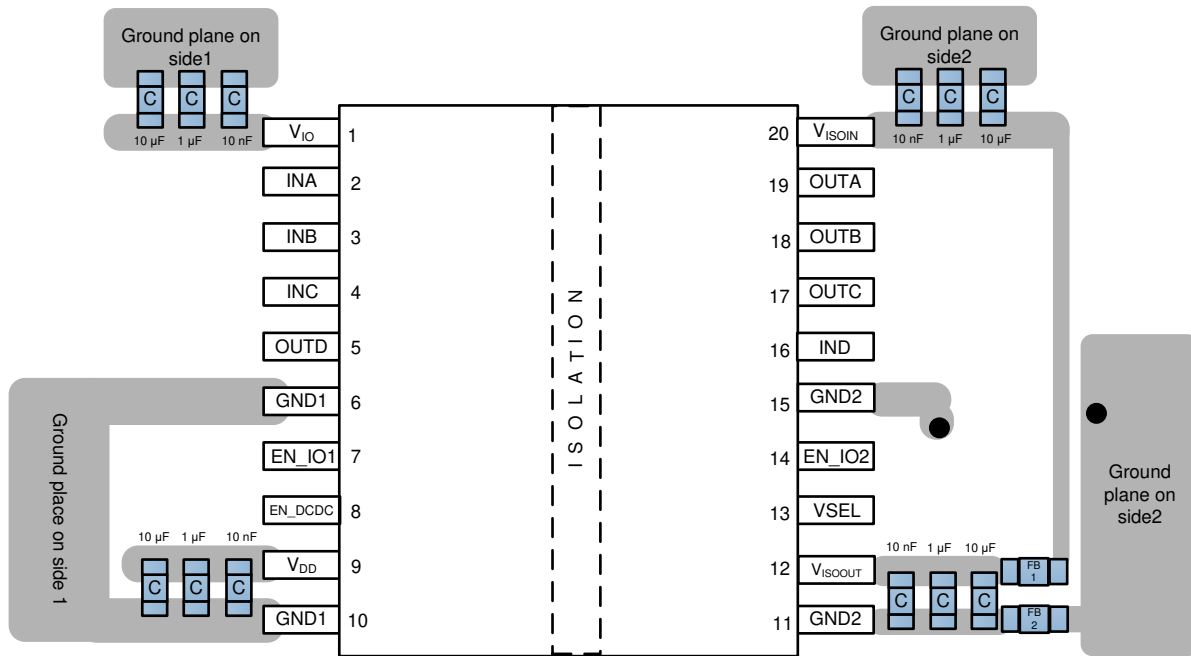 Ground plane on
side1
C C C
10 µF 1 µF 10 nF
Ground plane on
side2
C C C
10 nF 1 µF 10 µF
V_IO 1
INA 2
INB 3
INC 4
OUTD 5
GND1 6
EN_IO1 7
EN_DCDC 8
V_DD 9
GND1 10
Ground place on side 1
10 µF 1 µF 10 nF
C C C
ISOLATION
20 V_ISOIN
19 OUTA
18 OUTB
17 OUTC
16 IND
15 GND2
14 EN_IO2
13 VSEL
12 V_ISOOUT
11 GND2
10 nF 1 µF 10 µF
C C C
FB
1
FB
2
Ground
plane on
side2